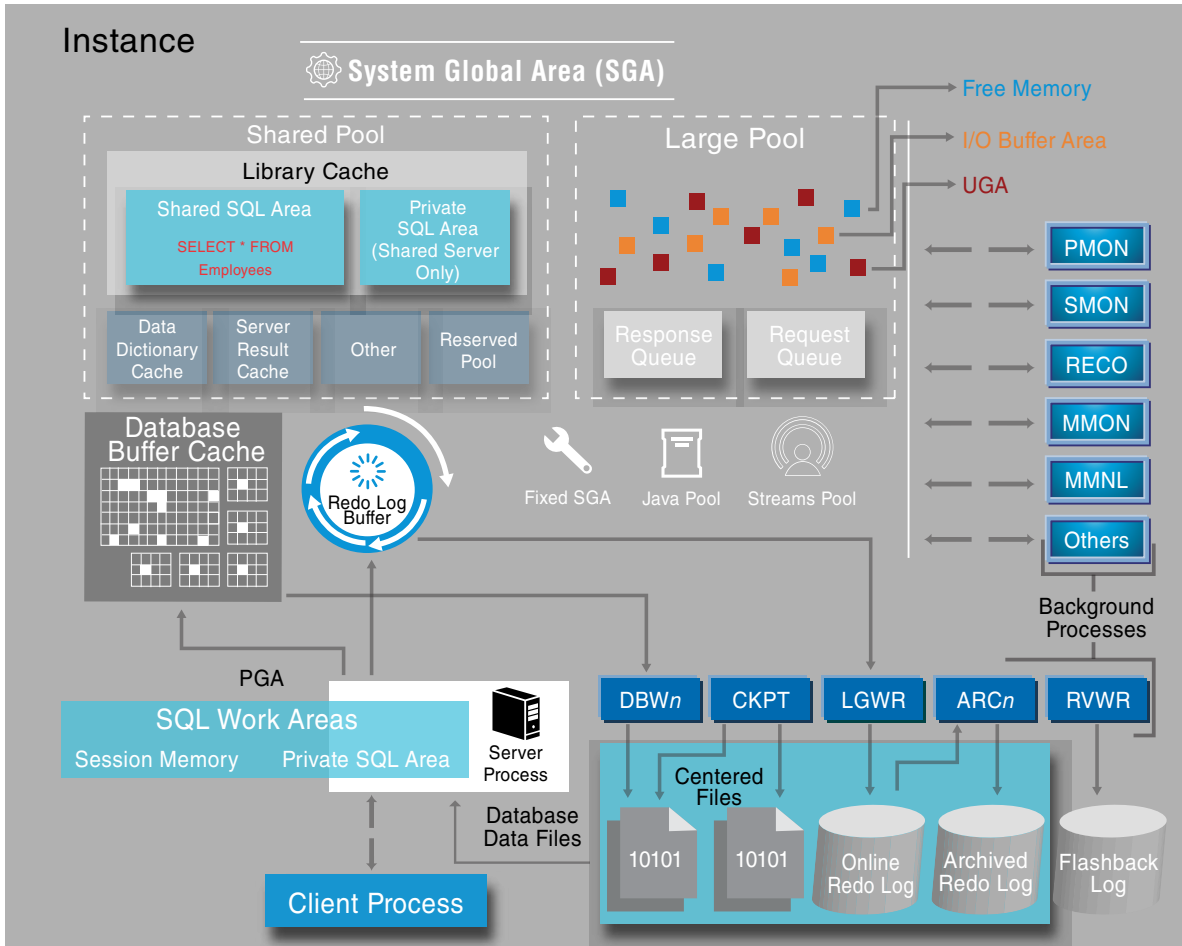 Instance
System Global Area (SGA)
Free Memory
I/O Buffer Area
UGA
Shared Pool
Library Cache
Shared SQL Area
SELECT * FROM
Employees
Private
SQL Area
(Shared Server
Only)
Data
Dictionary
Cache
Server
Result
Cache
Other
Reserved
Pool
Large Pool
Response
Queue
Request
Queue
PMON
SMON
RECO
MMON
MMNL
Others
Background
Processes
Database
Buffer Cache
Redo Log
Buffer
Fixed SGA
Java Pool
Streams Pool
PGA
SQL Work Areas
Session Memory
Private SQL Area
Server
Process
DBWn
CKPT
LGWR
ARCn
RVWR
Centered
Files
Database
Data Files
10101
10101
Online
Redo Log
Archived
Redo Log
Flashback
Log
Client Process